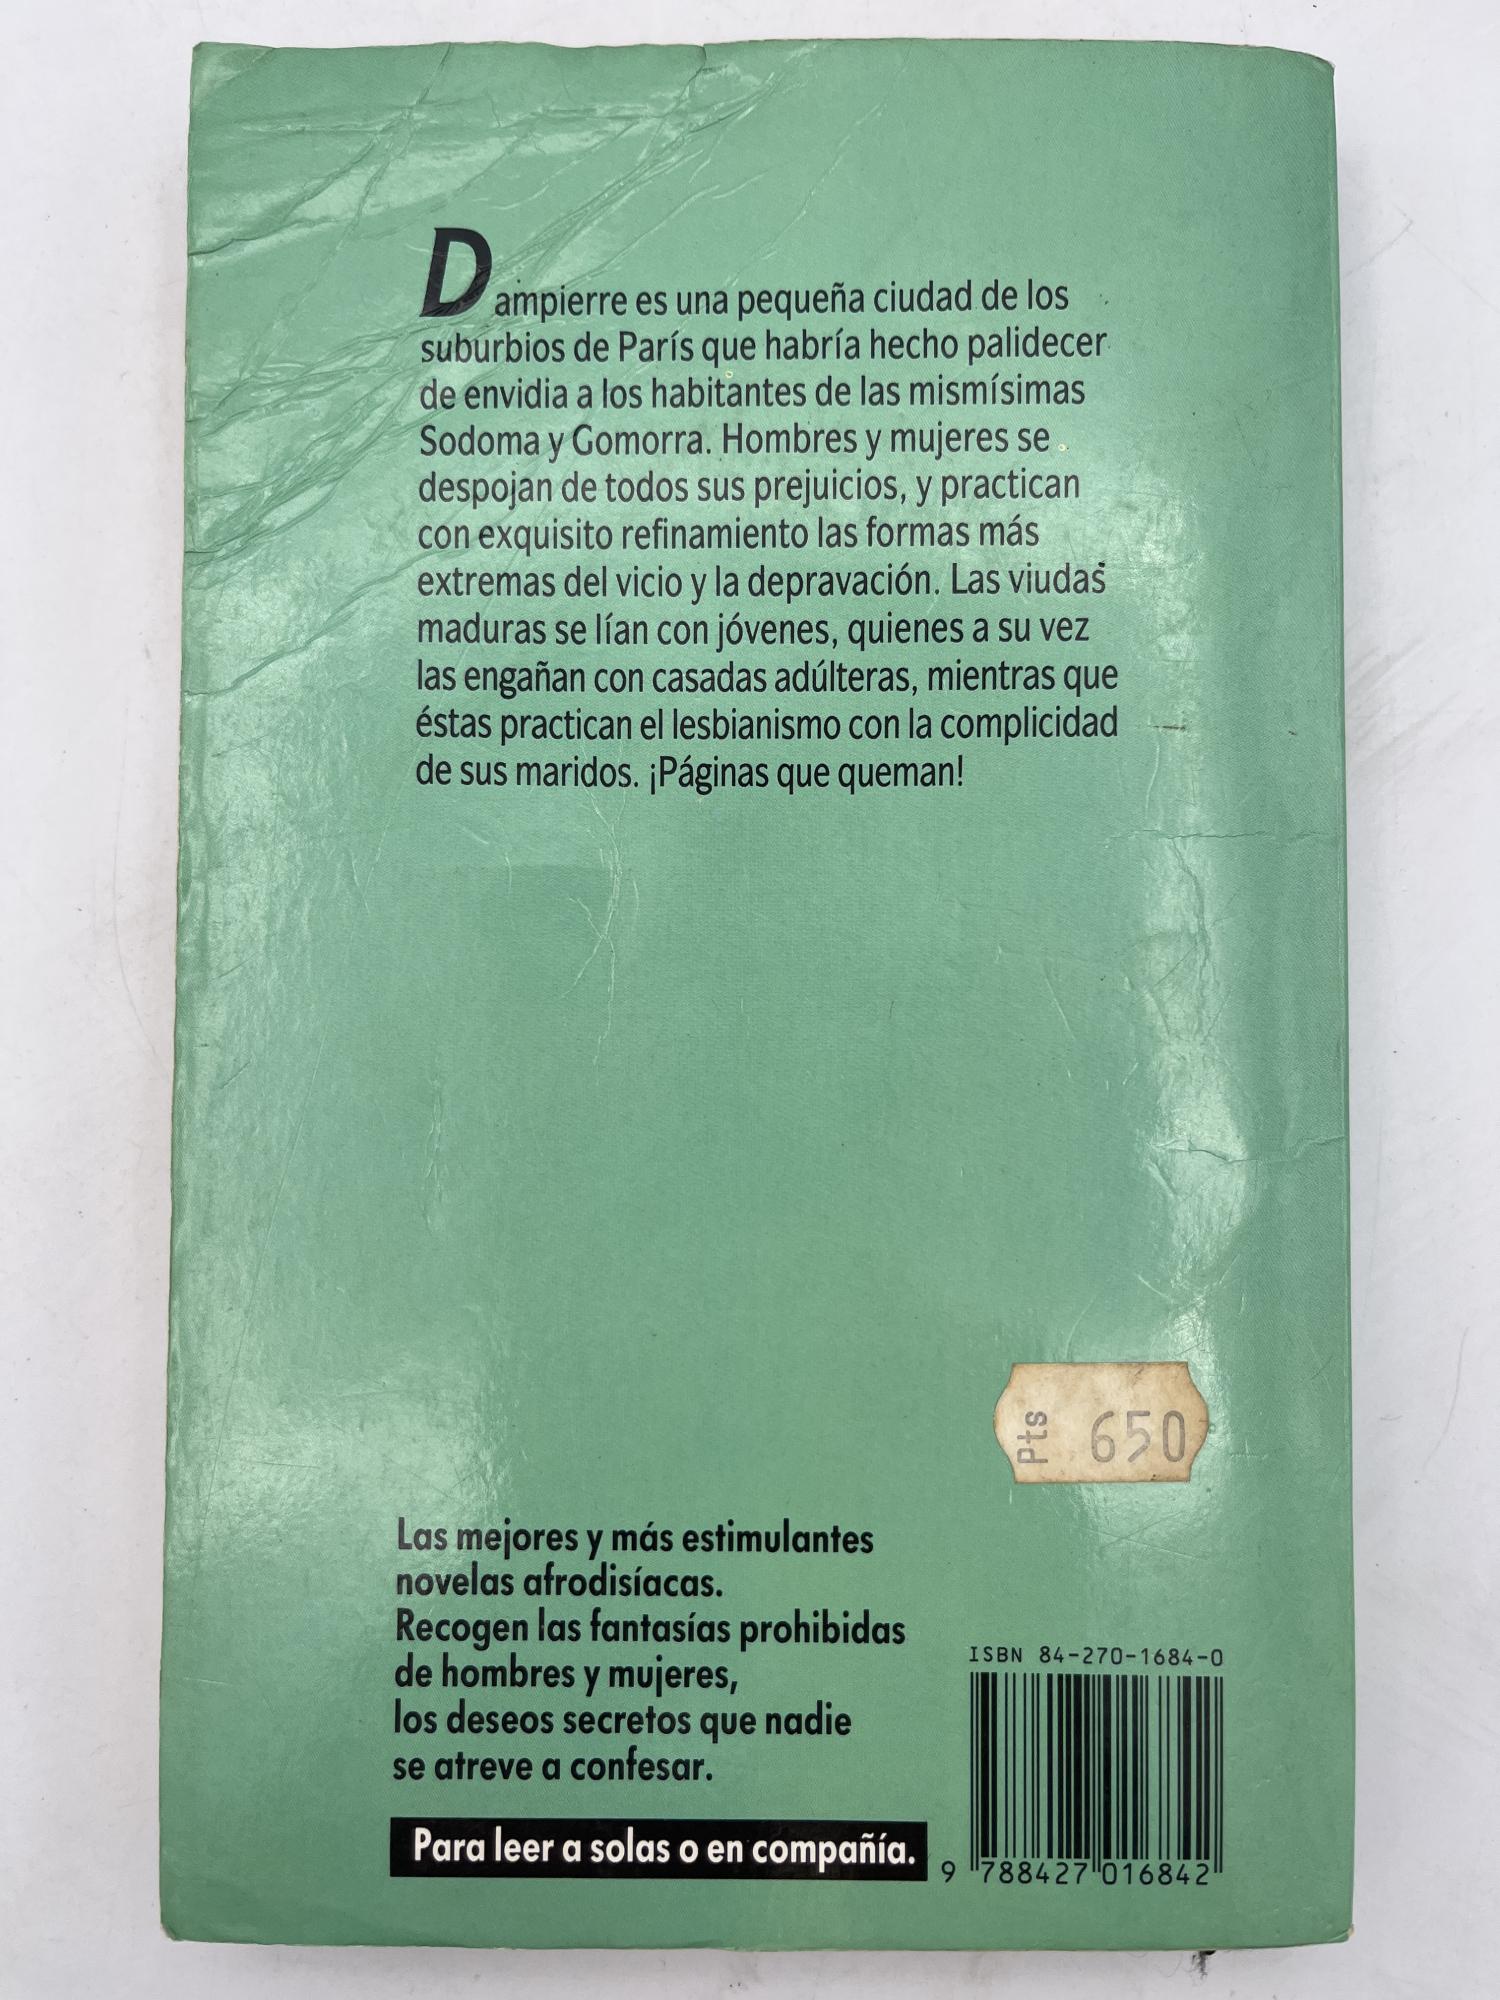 Dampierre es una pequeña ciudad de los
suburbios de París que habría hecho palidecer
de envidia a los habitantes de las mismísimas
Sodoma y Gomorra. Hombres y mujeres se
despojan de todos sus prejuicios, y practican
con exquisito refinamiento las formas más
extremas del vicio y la depravación. Las viudas
maduras se lían con jóvenes, quienes a su vez
las engañan con casadas adúlteras, mientras que
éstas practican el lesbianismo con la complicidad
de sus maridos. ¡Páginas que queman!
Pts 650
Las mejores y más estimulantes
novelas afrodisíacas.
Recogen las fantasías prohibidas
de hombres y mujeres,
los deseos secretos que nadie
se atreve a confesar.
Para leer a solas o en compañía.
ISBN 84-270-1684-0
9 788427 016842